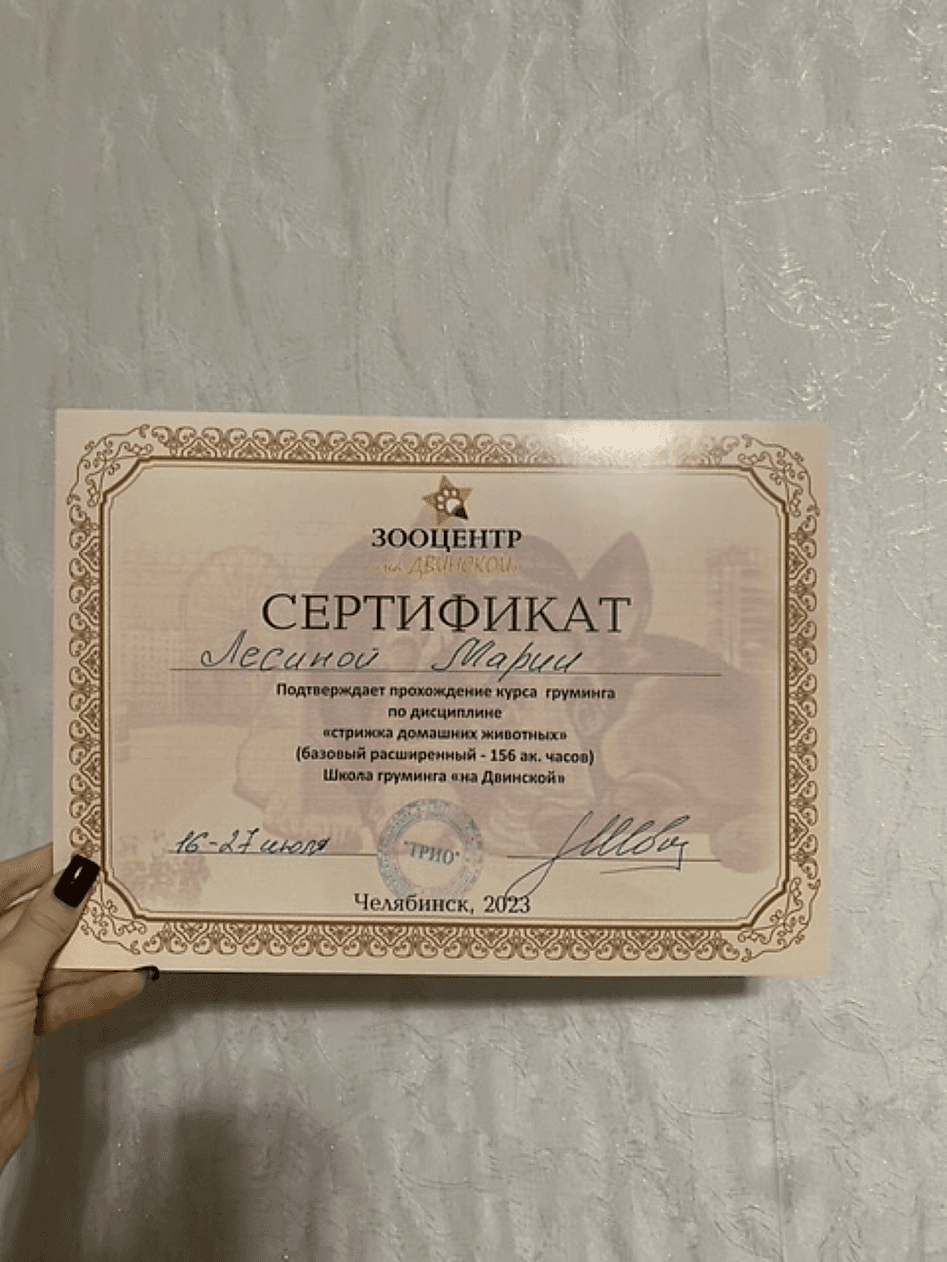 ЗООЦЕНТР
«на ДВИНСКОЙ»
СЕРТИФИКАТ
Лесиной Марии
Подтверждает прохождение курса груминга
по дисциплине
«стрижка домашних животных»
(базовый расширенный - 156 ак. часов)
Школа груминга «на Двинской»
16-27 июля
"ТРИО"
Челябинск, 2023